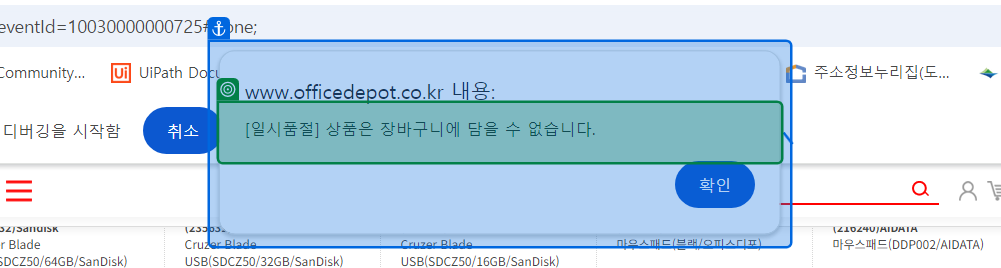 eventId=10030000000725#none;
Community...
UiPath Docu
주소정보누리집(도...
www.officedepot.co.kr 내용:
디버깅을 시작함
취소
[일시품절] 상품은 장바구니에 담을 수 없습니다.
확인
32)/Sandisk
Cruzer Blade
SDCZ50/64GB/SanDisk)
Cruzer Blade
USB(SDCZ50/32GB/SanDisk)
Cruzer Blade
USB(SDCZ50/16GB/SanDisk)
마우스패드(블랙/오피스디포)
(216240)/AIDATA
마우스패드(DDP002/AIDATA)